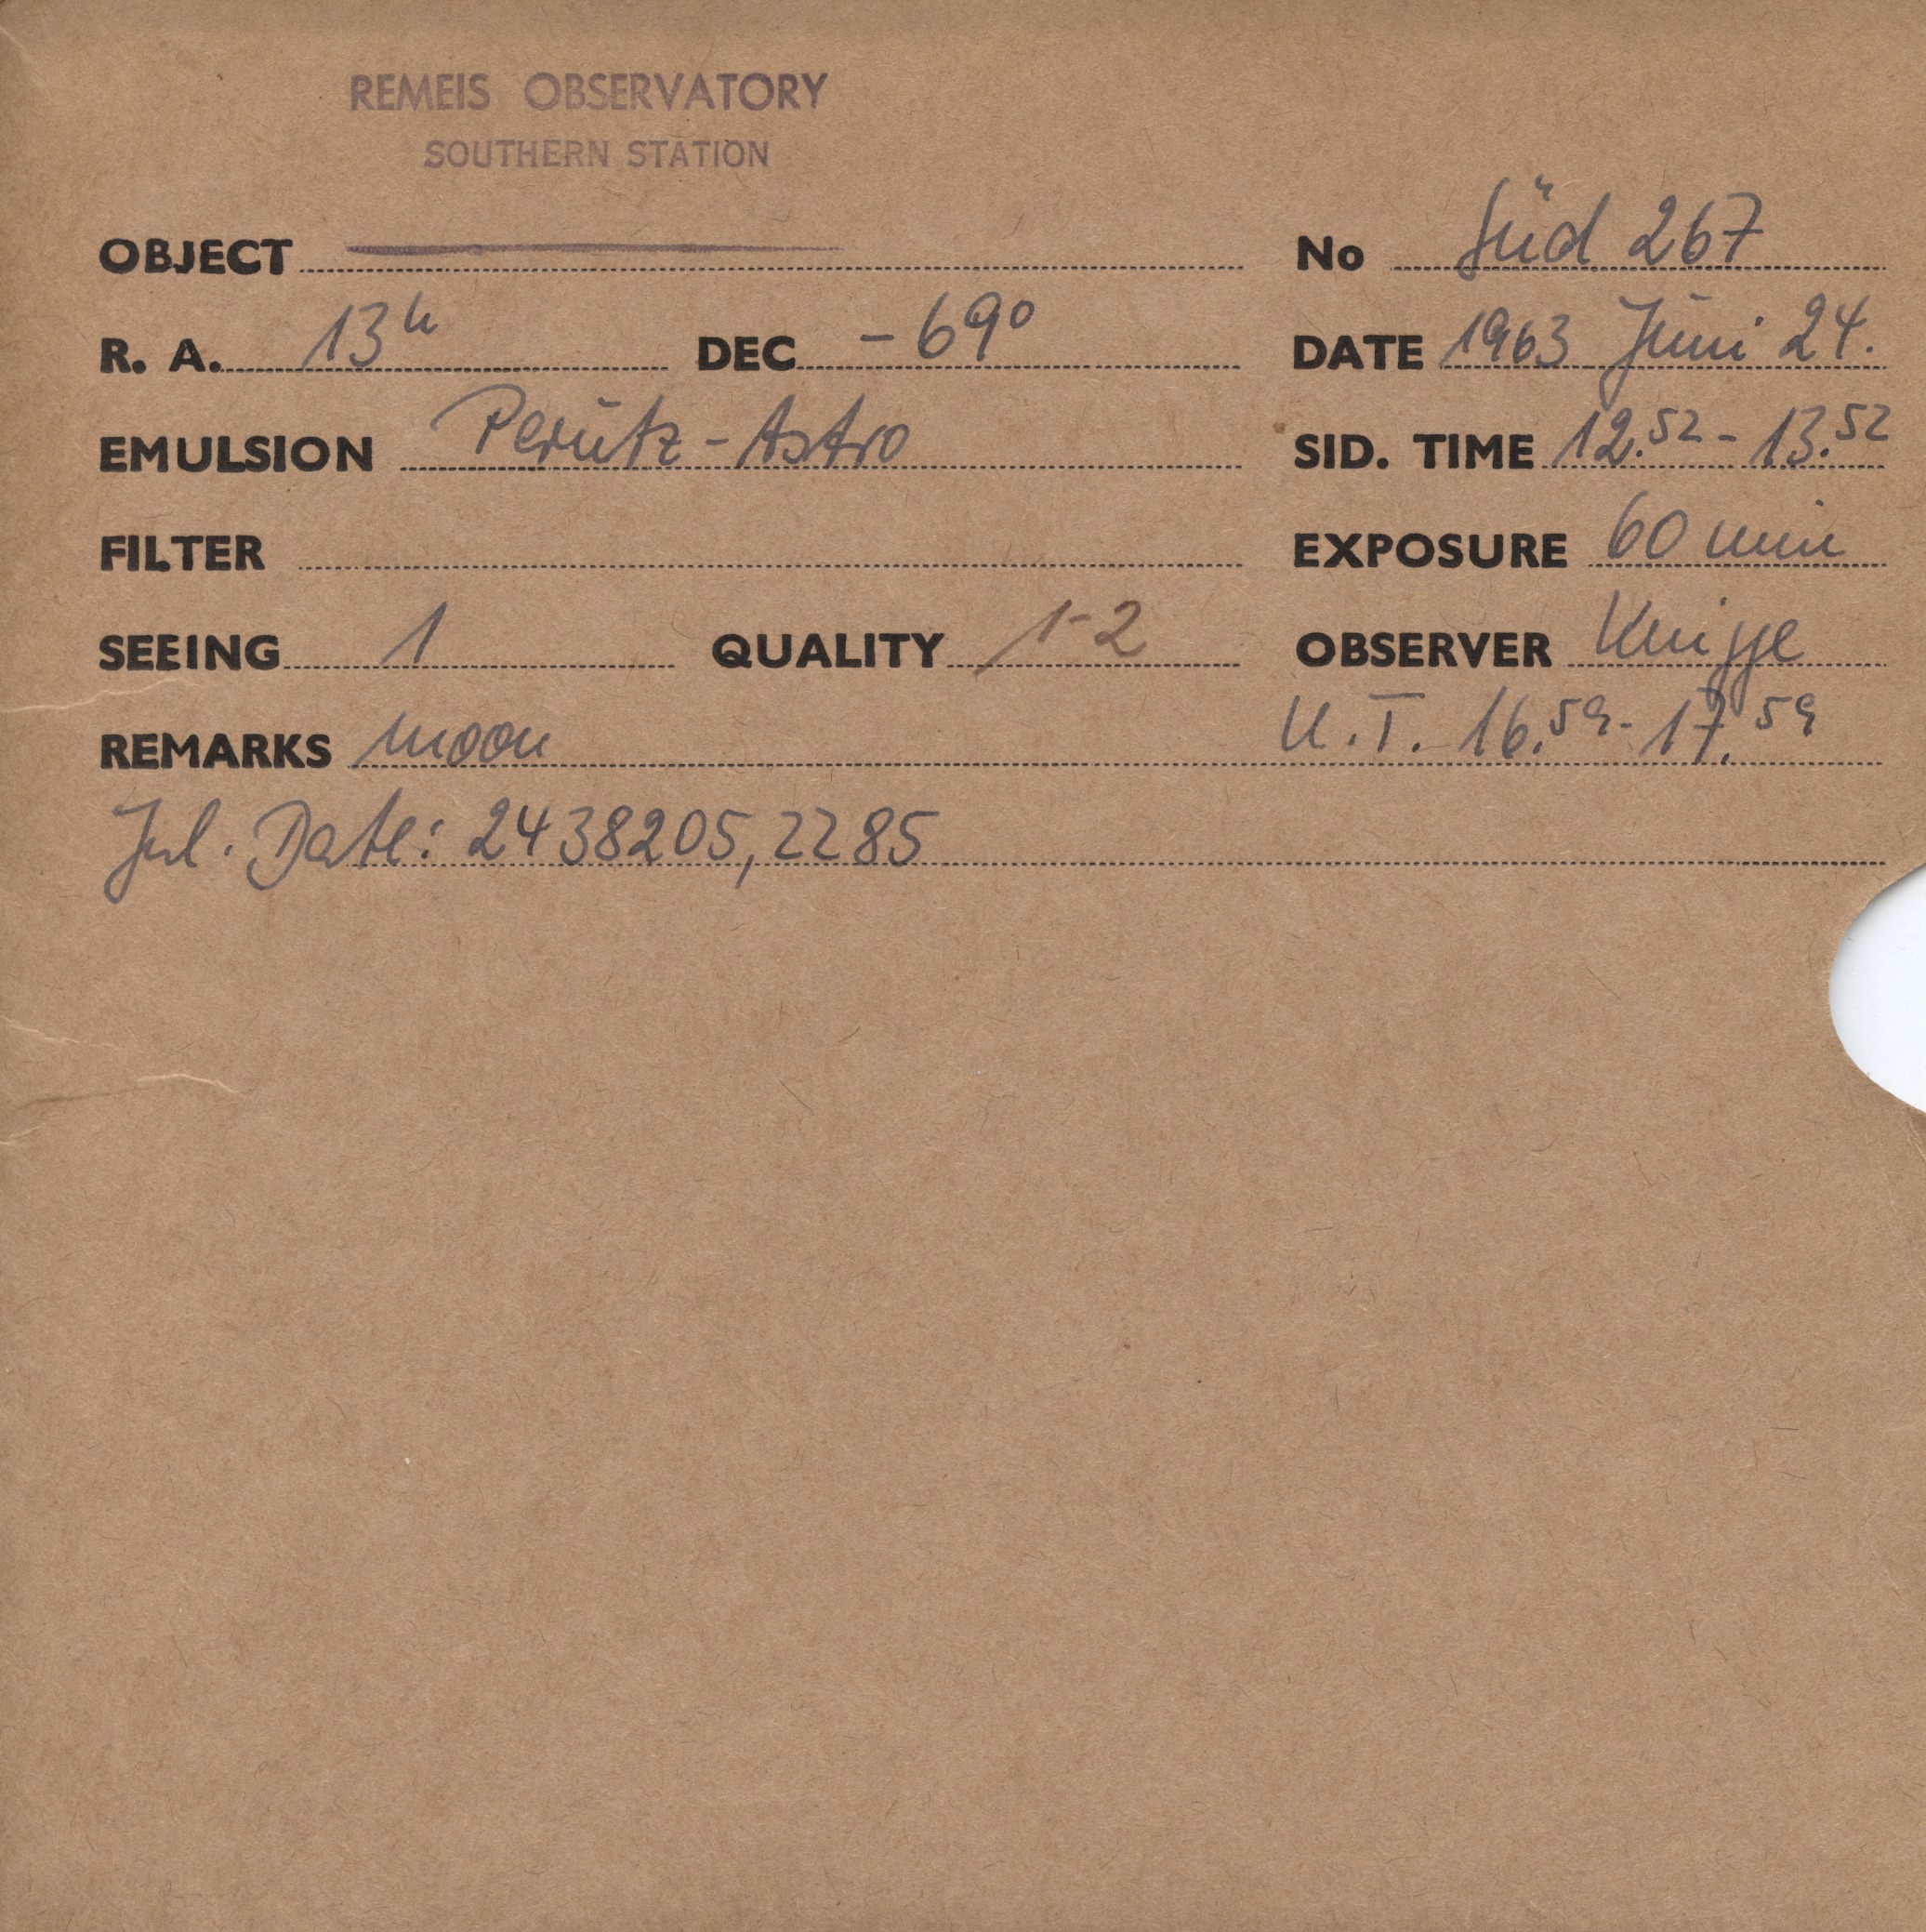 REMEIS OBSERVATORY
SOUTHERN STATION
OBJECT No Süd 267
R. A. 13h DEC -69° DATE 1963 Juni 24.
EMULSION Perutz-Astro SID. TIME 12.52 - 13.52
FILTER EXPOSURE 60 min
SEEING 1 QUALITY 1-2 OBSERVER Knigge
REMARKS moon U.T. 16.59 - 17.59
Jul. Date: 2438205,2285